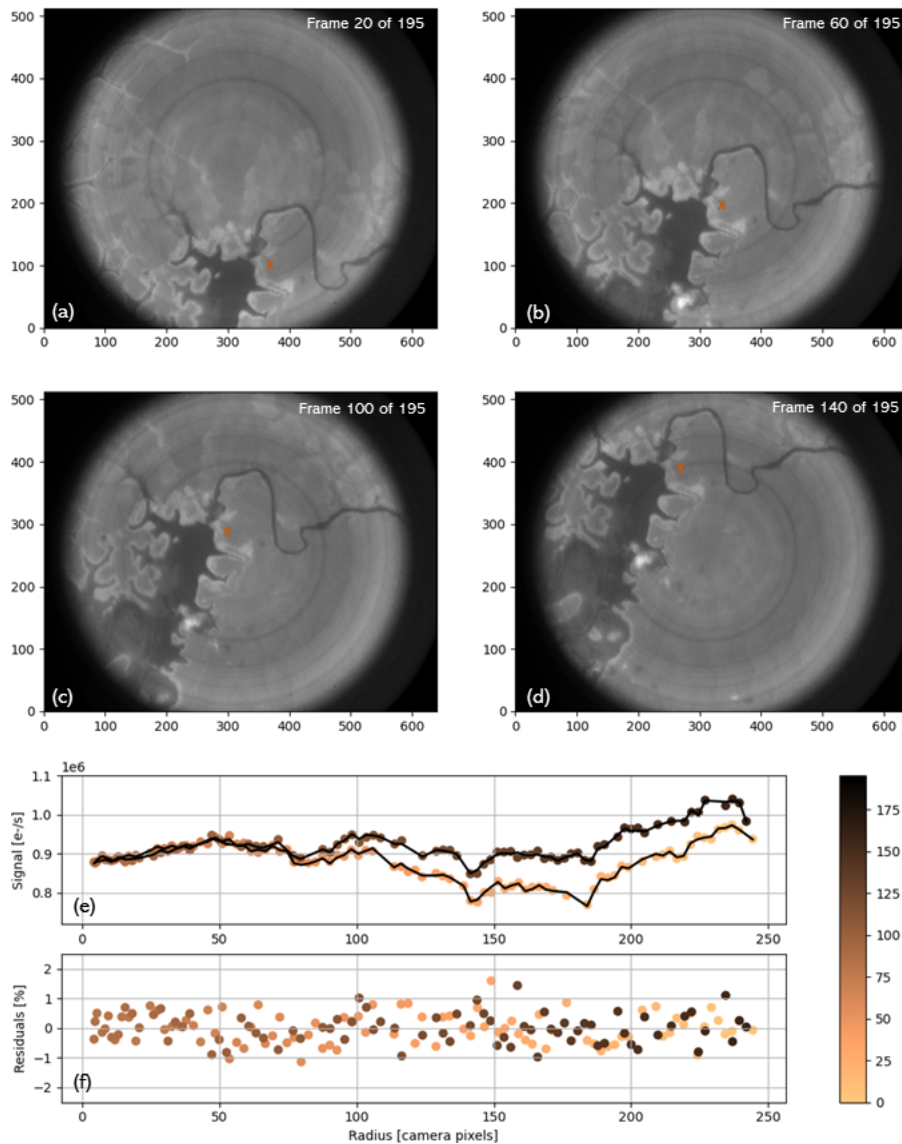 Frame 20 of 195
500
400
300
200
100
0
(a)
0 100 200 300 400 500 600
Frame 60 of 195
500
400
300
200
100
0
(b)
0 100 200 300 400 500 600
Frame 100 of 195
500
400
300
200
100
0
(c)
0 100 200 300 400 500 600
Frame 140 of 195
500
400
300
200
100
0
(d)
0 100 200 300 400 500 600
1e6
1.1
1.0
0.9
0.8
Signal [e-/s]
(e)
0 50 100 150 200 250
2
1
0
−1
−2
Residuals [%]
(f)
0 50 100 150 200 250
Radius [camera pixels]
175
150
125
100
75
50
25
0